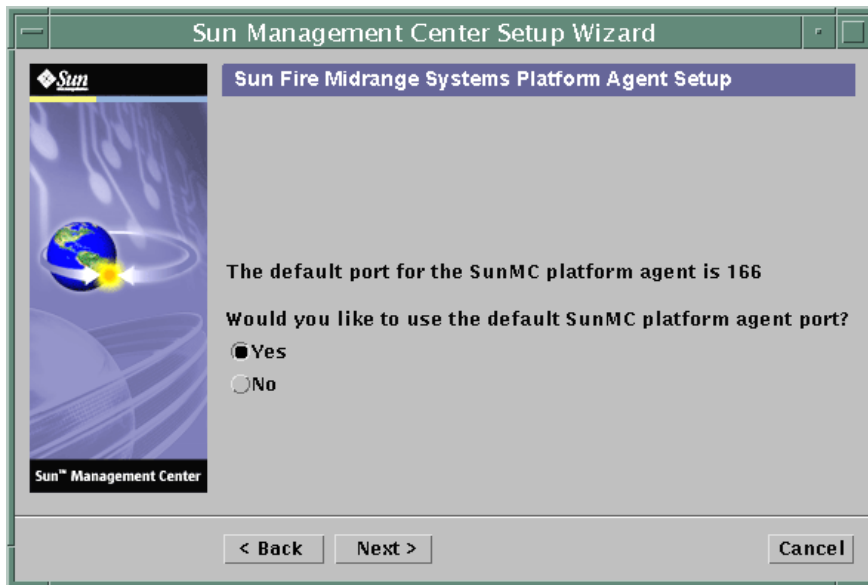 Sun Management Center Setup Wizard
Sun
Sun Fire Midrange Systems Platform Agent Setup
The default port for the SunMC platform agent is 166
Would you like to use the default SunMC platform agent port?
Yes
No
Sun™ Management Center
< Back Next > Cancel